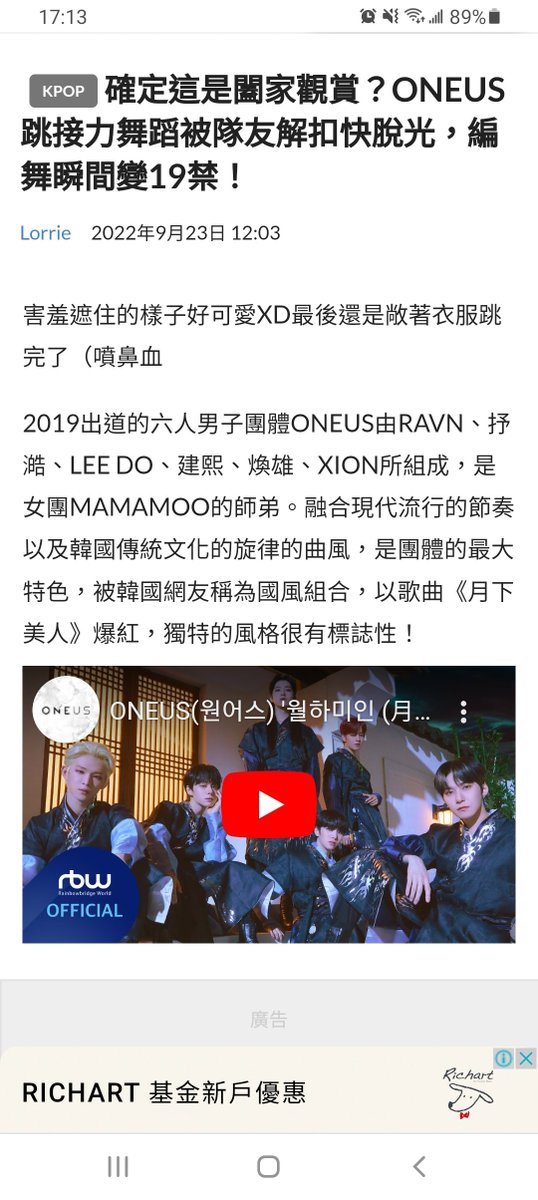 17:13
89%
KPOP 確定這是闔家觀賞？ONEUS
跳接力舞蹈被隊友解扣快脫光，編
舞瞬間變19禁！
Lorrie 2022年9月23日 12:03
害羞遮住的樣子好可愛XD最後還是敞著衣服跳
完了（噴鼻血
2019出道的六人男子團體ONEUS由RAVN、抒
澔、LEE DO、建熙、煥雄、XION所組成，是
女團MAMAMOO的師弟。融合現代流行的節奏
以及韓國傳統文化的旋律的曲風，是團體的最大
特色，被韓國網友稱為國風組合，以歌曲《月下
美人》爆紅，獨特的風格很有標誌性！
ONEUS
ONEUS(원어스) '월하미인 (月...
rbw
Rainbowbridge World
OFFICIAL
廣告
RICHART 基金新戶優惠
Richart